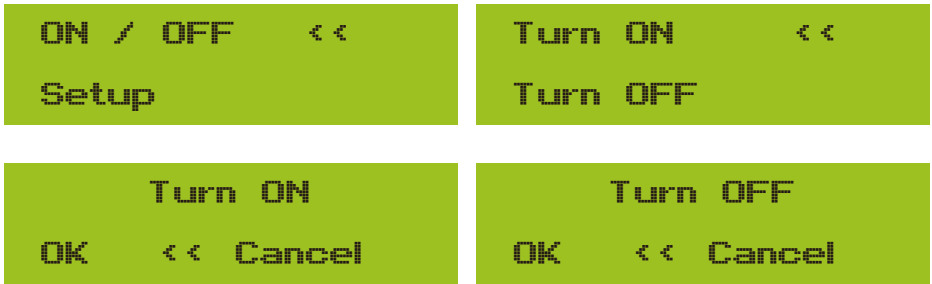 ON / OFF <<
Setup
Turn ON <<
Turn OFF
Turn ON
OK << Cancel
Turn OFF
OK << Cancel